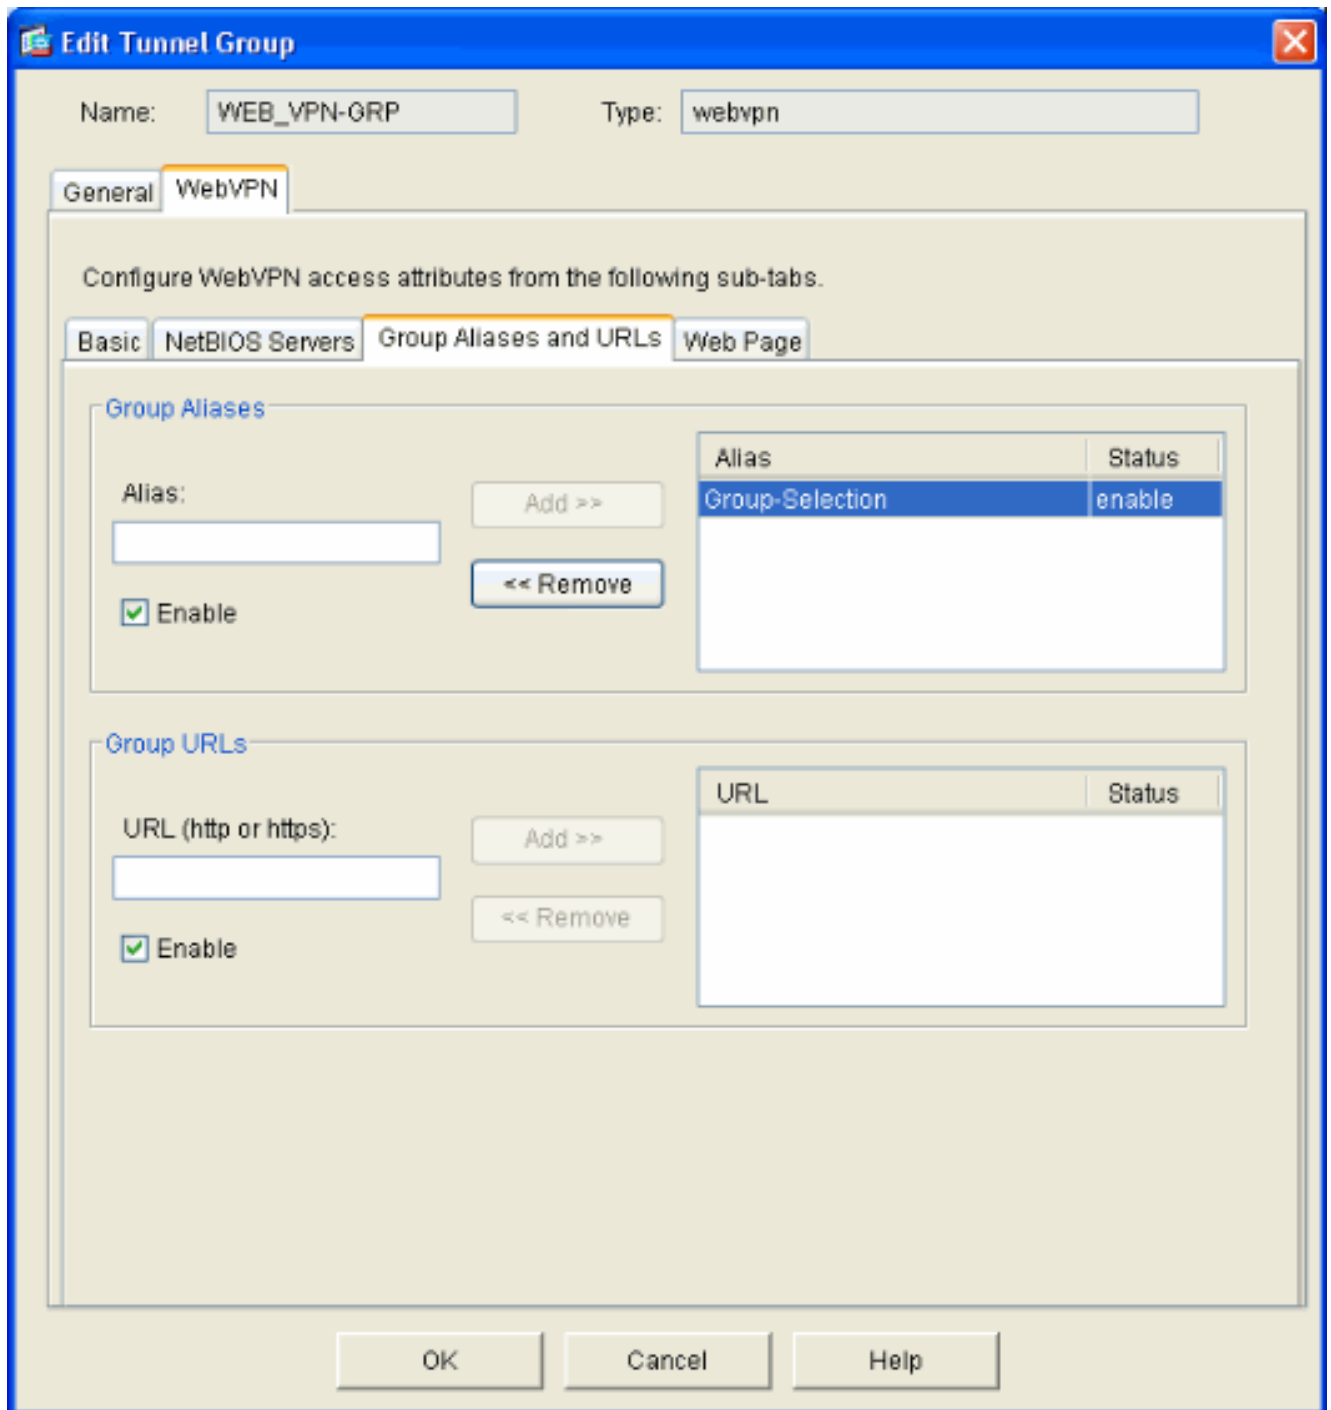 Edit Tunnel Group
Name: WEB_VPN-GRP Type: webvpn
General WebVPN
Configure WebVPN access attributes from the following sub-tabs.
Basic NetBIOS Servers Group Aliases and URLs Web Page
Group Aliases
Alias Status
Alias: Add >> Group-Selection enable
<< Remove
Enable
Group URLs
URL Status
URL (http or https): Add >>
<< Remove
Enable
OK Cancel Help